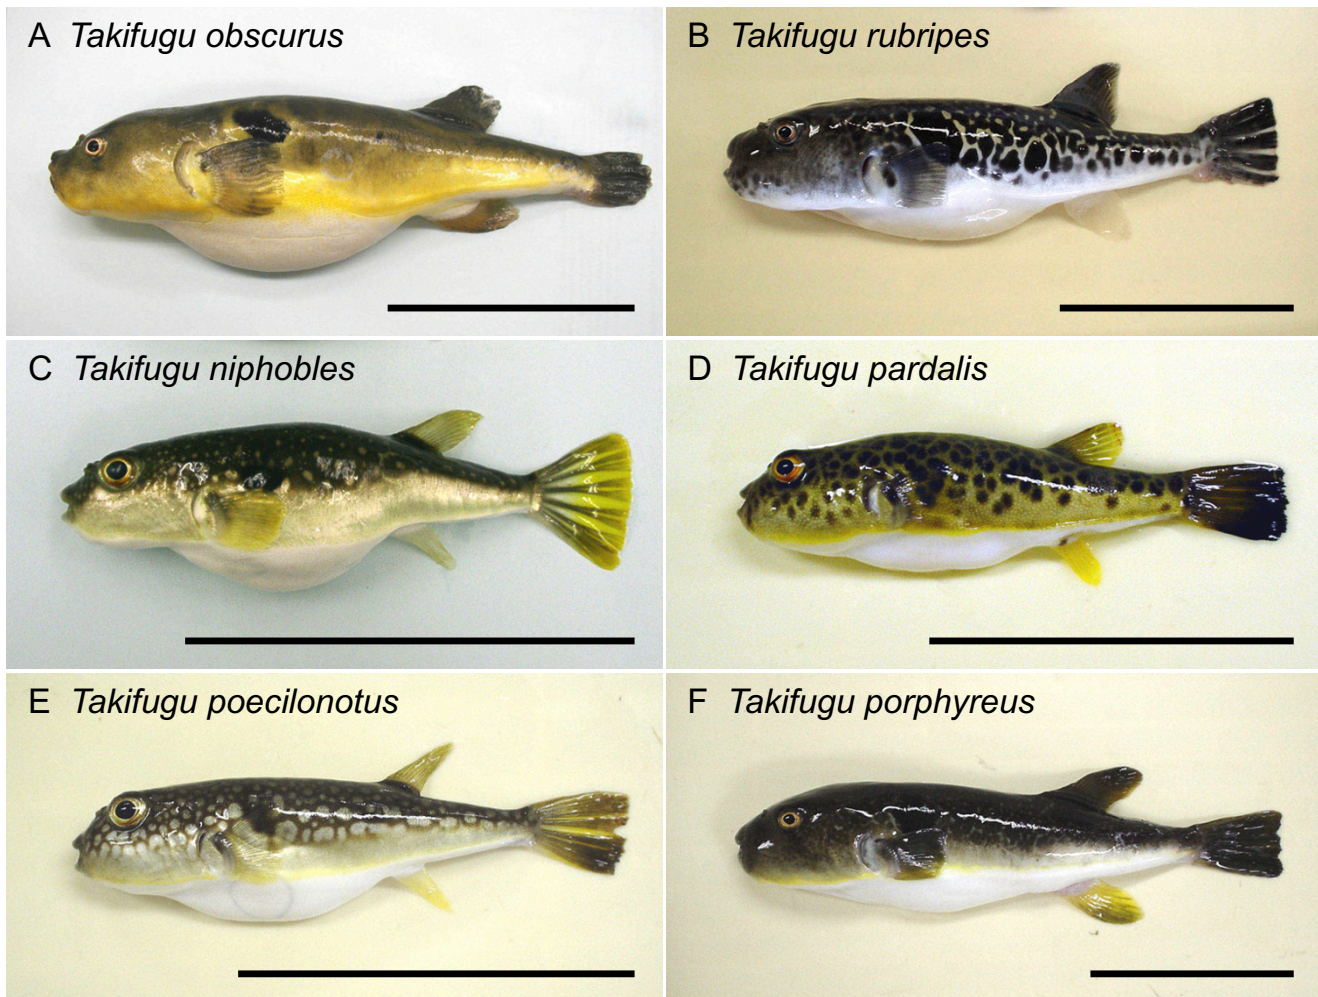 A Takifugu obscurus
B Takifugu rubripes
C Takifugu niphobles
D Takifugu pardalis
E Takifugu poecilonotus
F Takifugu porphyreus